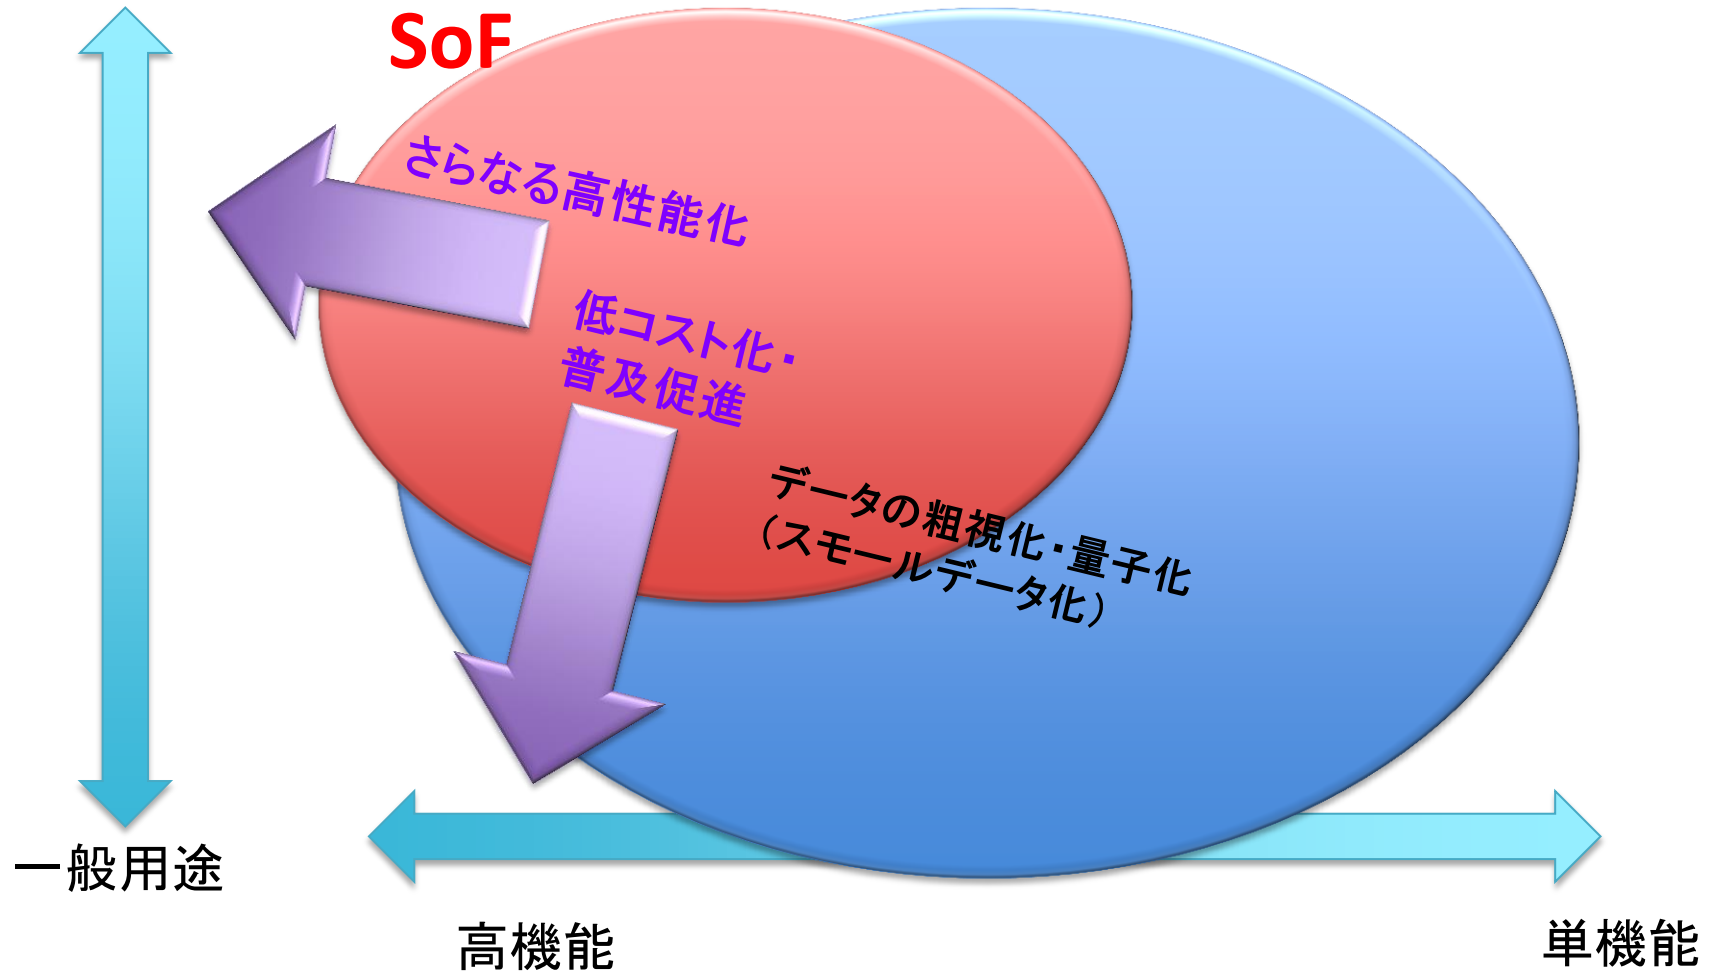 SoF
さらなる高性能化
低コスト化・
普及促進
データの粗視化・量子化
（スモールデータ化）
一般用途
高機能
単機能